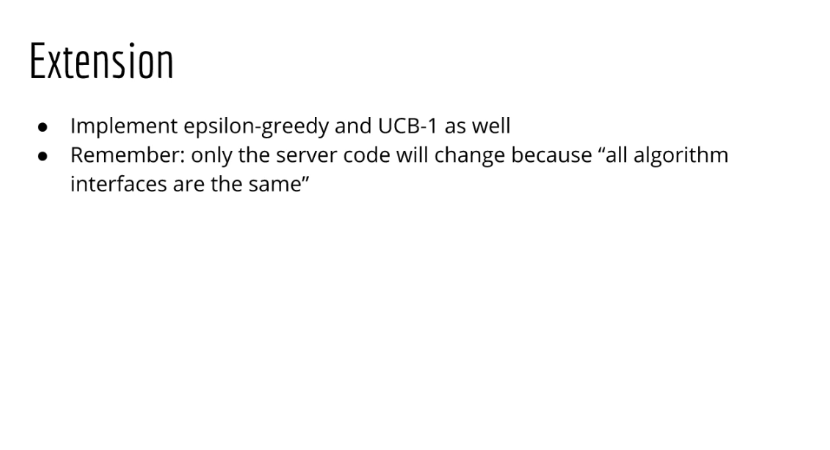 Extension
● Implement epsilon-greedy and UCB-1 as well
● Remember: only the server code will change because “all algorithm
interfaces are the same”